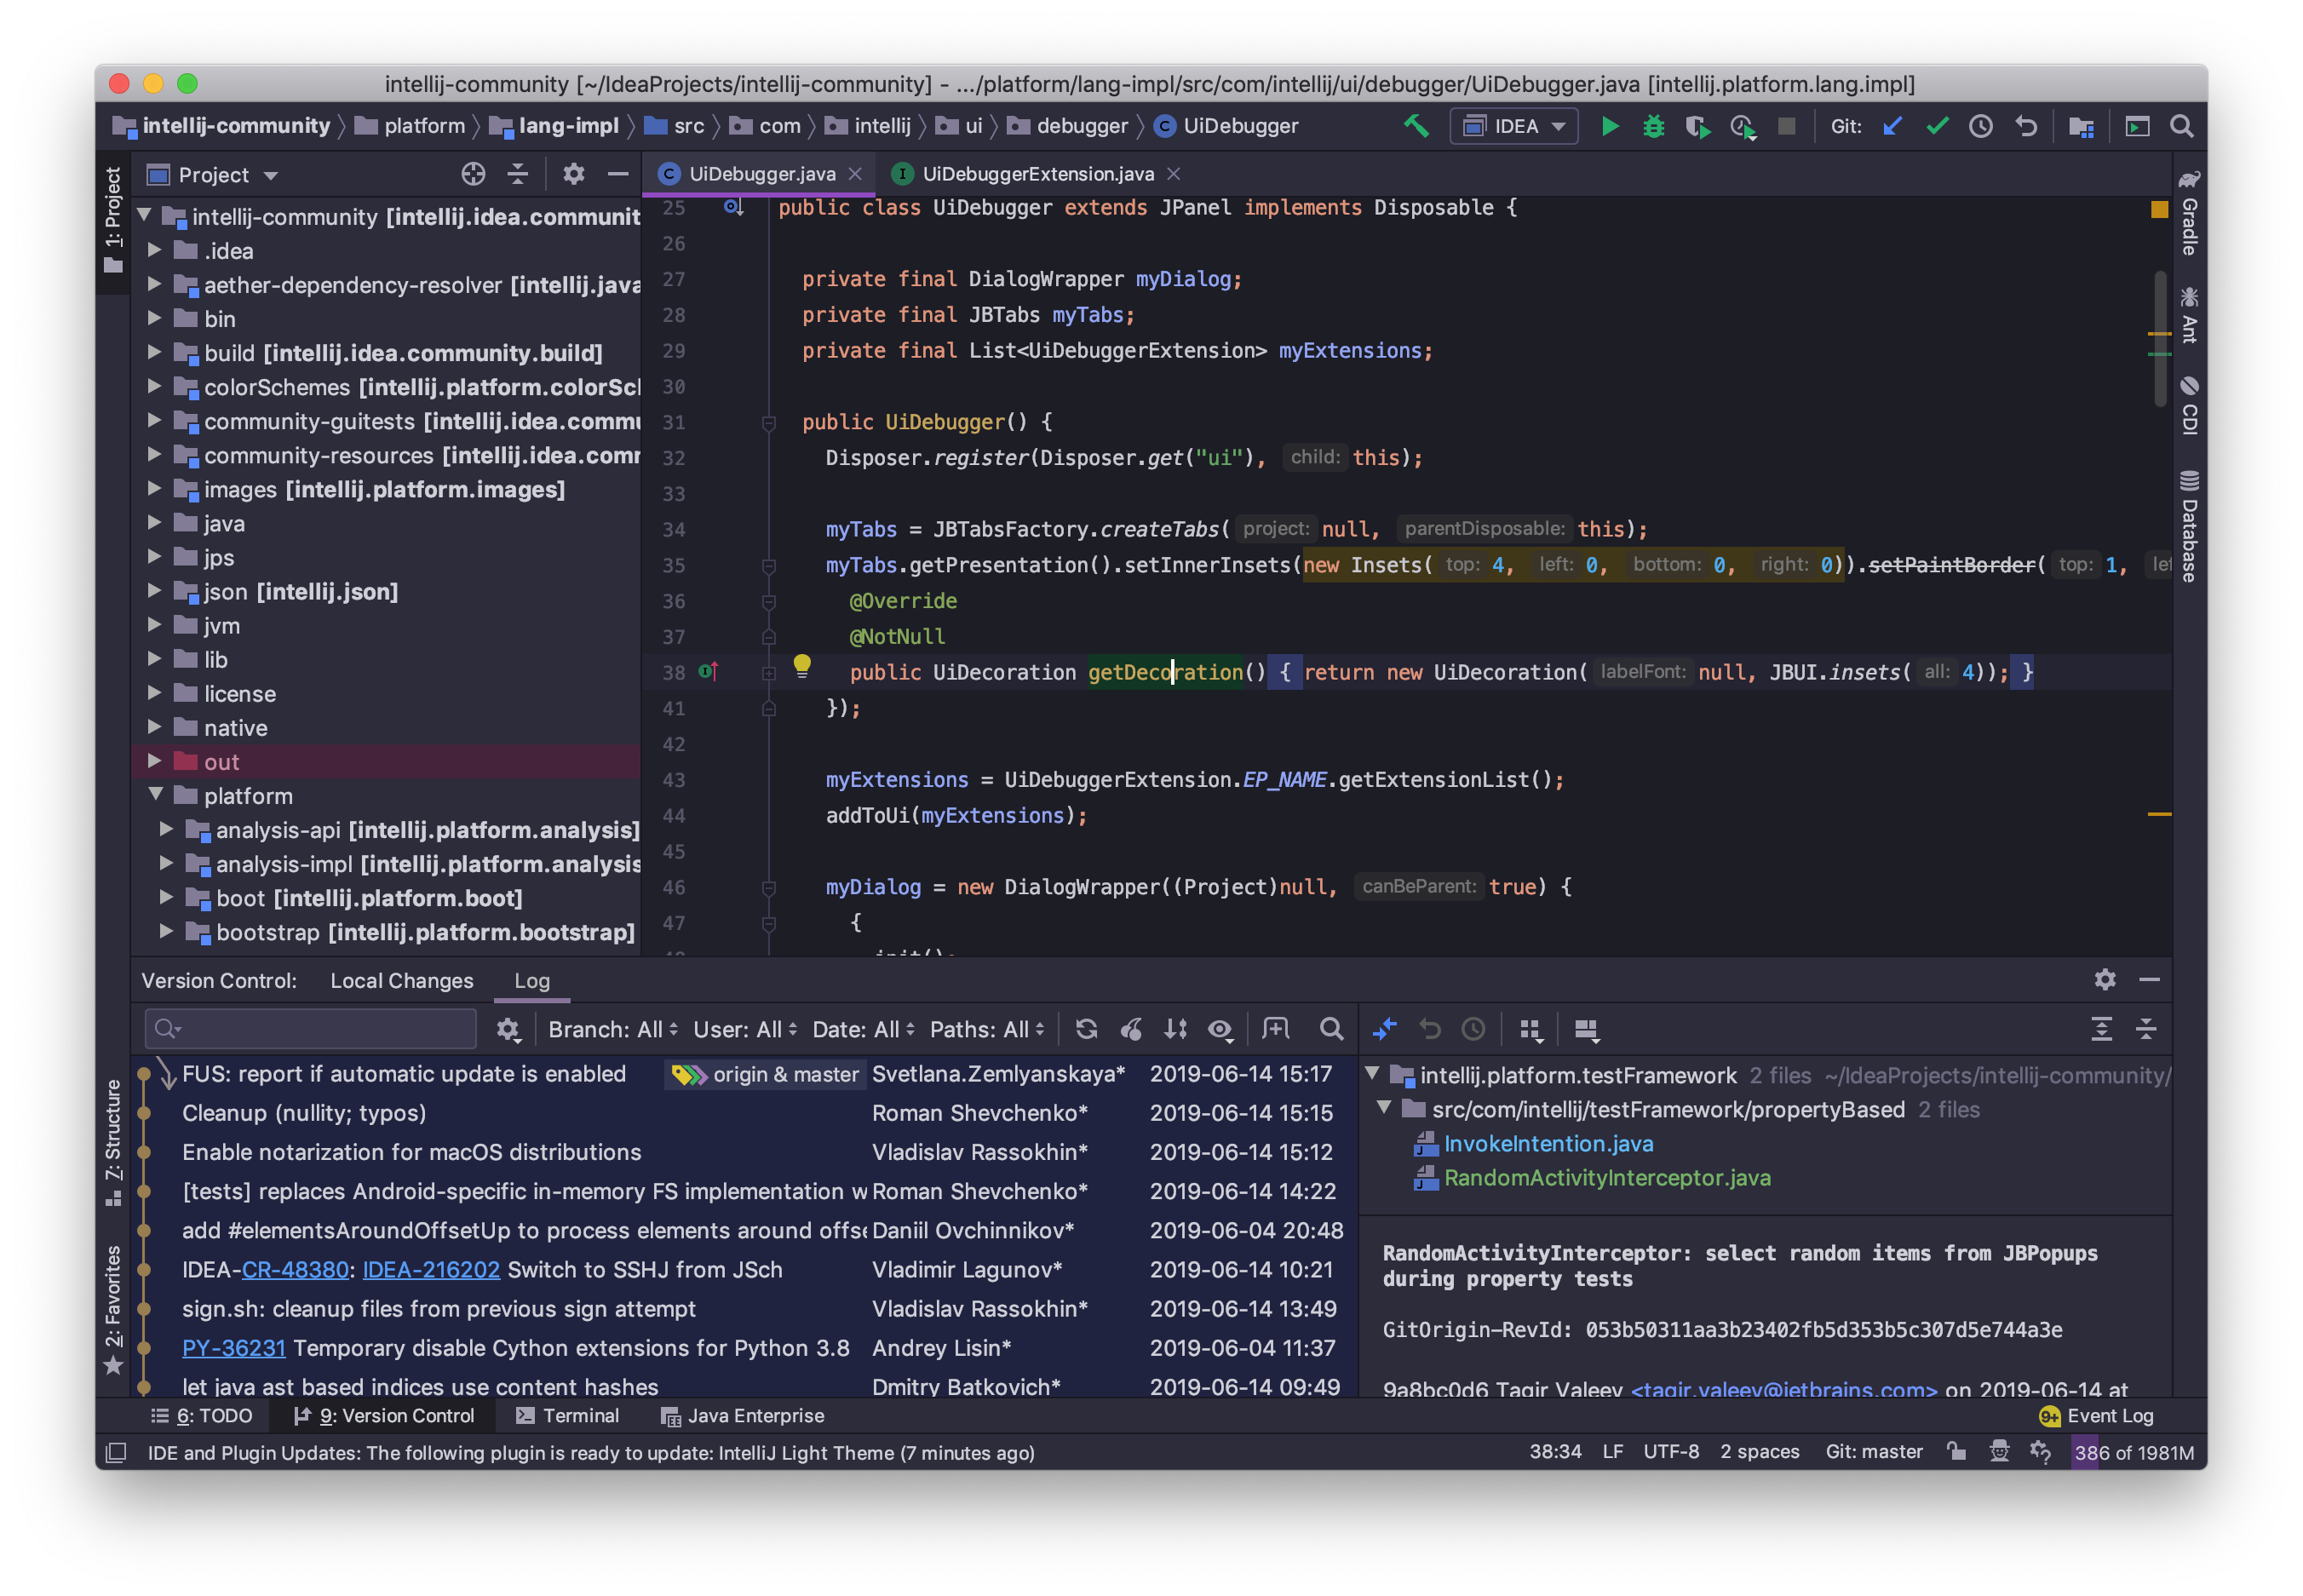 intellij-community [~/IdeaProjects/intellij-community] - .../platform/lang-impl/src/com/intellij/ui/debugger/UiDebugger.java [intellij.platform.lang.impl]
intellij-community platform lang-impl src com intellij ui debugger UiDebugger IDEA Git:
1: Project
Project
intellij-community [intellij.idea.communit
.idea
aether-dependency-resolver [intellij.java
bin
build [intellij.idea.community.build]
colorSchemes [intellij.platform.colorSc
community-guitests [intellij.idea.comm
community-resources [intellij.idea.com
images [intellij.platform.images]
java
jps
json [intellij.json]
jvm
lib
license
native
out
platform
analysis-api [intellij.platform.analysis]
analysis-impl [intellij.platform.analysis
boot [intellij.platform.boot]
bootstrap [intellij.platform.bootstrap]
UiDebugger.java UiDebuggerExtension.java
25 public class UiDebugger extends JPanel implements Disposable {
26
27 private final DialogWrapper myDialog;
28 private final JBTabs myTabs;
29 private final List<UiDebuggerExtension> myExtensions;
30
31 public UiDebugger() {
32 Disposer.register(Disposer.get("ui"), child: this);
33
34 myTabs = JBTabsFactory.createTabs( project: null, parentDisposable: this);
35 myTabs.getPresentation().setInnerInsets(new Insets( top: 4, left: 0, bottom: 0, right: 0)).setPaintBorder( top: 1, lef
36 @Override
37 @NotNull
38 public UiDecoration getDecoration() { return new UiDecoration( labelFont: null, JBUI.insets( all: 4)); }
41 });
42
43 myExtensions = UiDebuggerExtension.EP_NAME.getExtensionList();
44 addToUi(myExtensions);
45
46 myDialog = new DialogWrapper((Project)null, canBeParent: true) {
47 {
init();
Gradle
Ant
CDI
Database
Version Control: Local Changes Log
Branch: All User: All Date: All Paths: All
FUS: report if automatic update is enabled origin & master Svetlana.Zemlyanskaya* 2019-06-14 15:17
Cleanup (nullity; typos) Roman Shevchenko* 2019-06-14 15:15
Enable notarization for macOS distributions Vladislav Rassokhin* 2019-06-14 15:12
[tests] replaces Android-specific in-memory FS implementation w Roman Shevchenko* 2019-06-14 14:22
add #elementsAroundOffsetUp to process elements around offse Daniil Ovchinnikov* 2019-06-04 20:48
IDEA-CR-48380: IDEA-216202 Switch to SSHJ from JSch Vladimir Lagunov* 2019-06-14 10:21
sign.sh: cleanup files from previous sign attempt Vladislav Rassokhin* 2019-06-14 13:49
PY-36231 Temporary disable Cython extensions for Python 3.8 Andrey Lisin* 2019-06-04 11:37
let java ast based indices use content hashes Dmitry Batkovich* 2019-06-14 09:49
intellij.platform.testFramework 2 files ~/IdeaProjects/intellij-community/
src/com/intellij/testFramework/propertyBased 2 files
InvokeIntention.java
RandomActivityInterceptor.java
RandomActivityInterceptor: select random items from JBPopups
during property tests
GitOrigin-RevId: 053b50311aa3b23402fb5d353b5c307d5e744a3e
9a8bc0d6 Tagir Valeev <tagir.valeev@jetbrains.com> on 2019-06-14 at
Z: Structure
2: Favorites
6: TODO 9: Version Control Terminal Java Enterprise 9+ Event Log
IDE and Plugin Updates: The following plugin is ready to update: IntelliJ Light Theme (7 minutes ago) 38:34 LF UTF-8 2 spaces Git: master 386 of 1981M